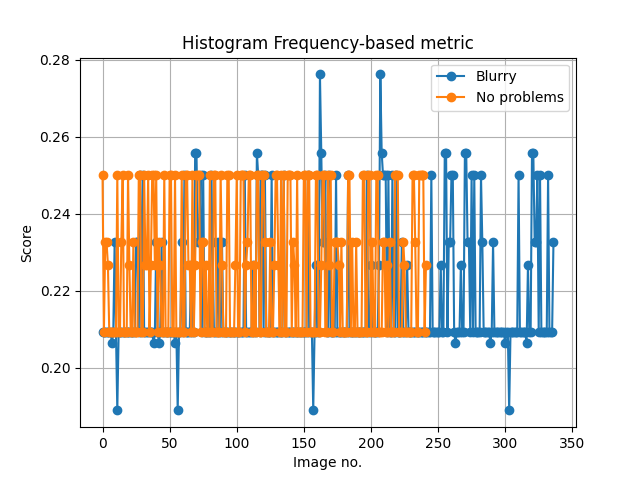 Histogram Frequency-based metric
Blurry
No problems
0.28
0.26
0.24
0.22
0.20
Score
0
50
100
150
200
250
300
350
Image no.